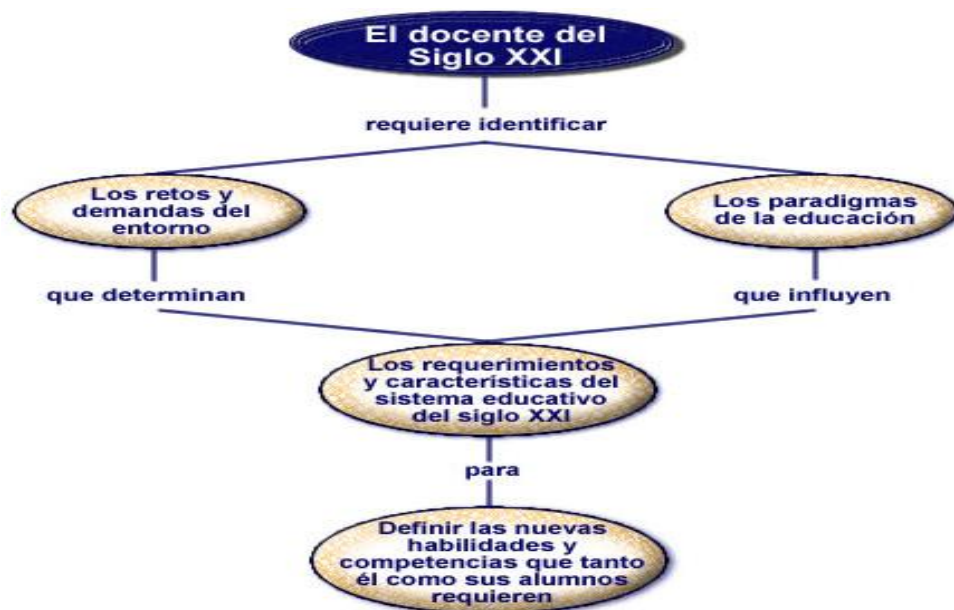 El docente del
Siglo XXI
requiere identificar
Los retos y
demandas del
entorno
Los paradigmas
de la educación
que determinan
que influyen
Los requerimientos
y características del
sistema educativo
del siglo XXI
para
Definir las nuevas
habilidades y
competencias que tanto
él como sus alumnos
requieren